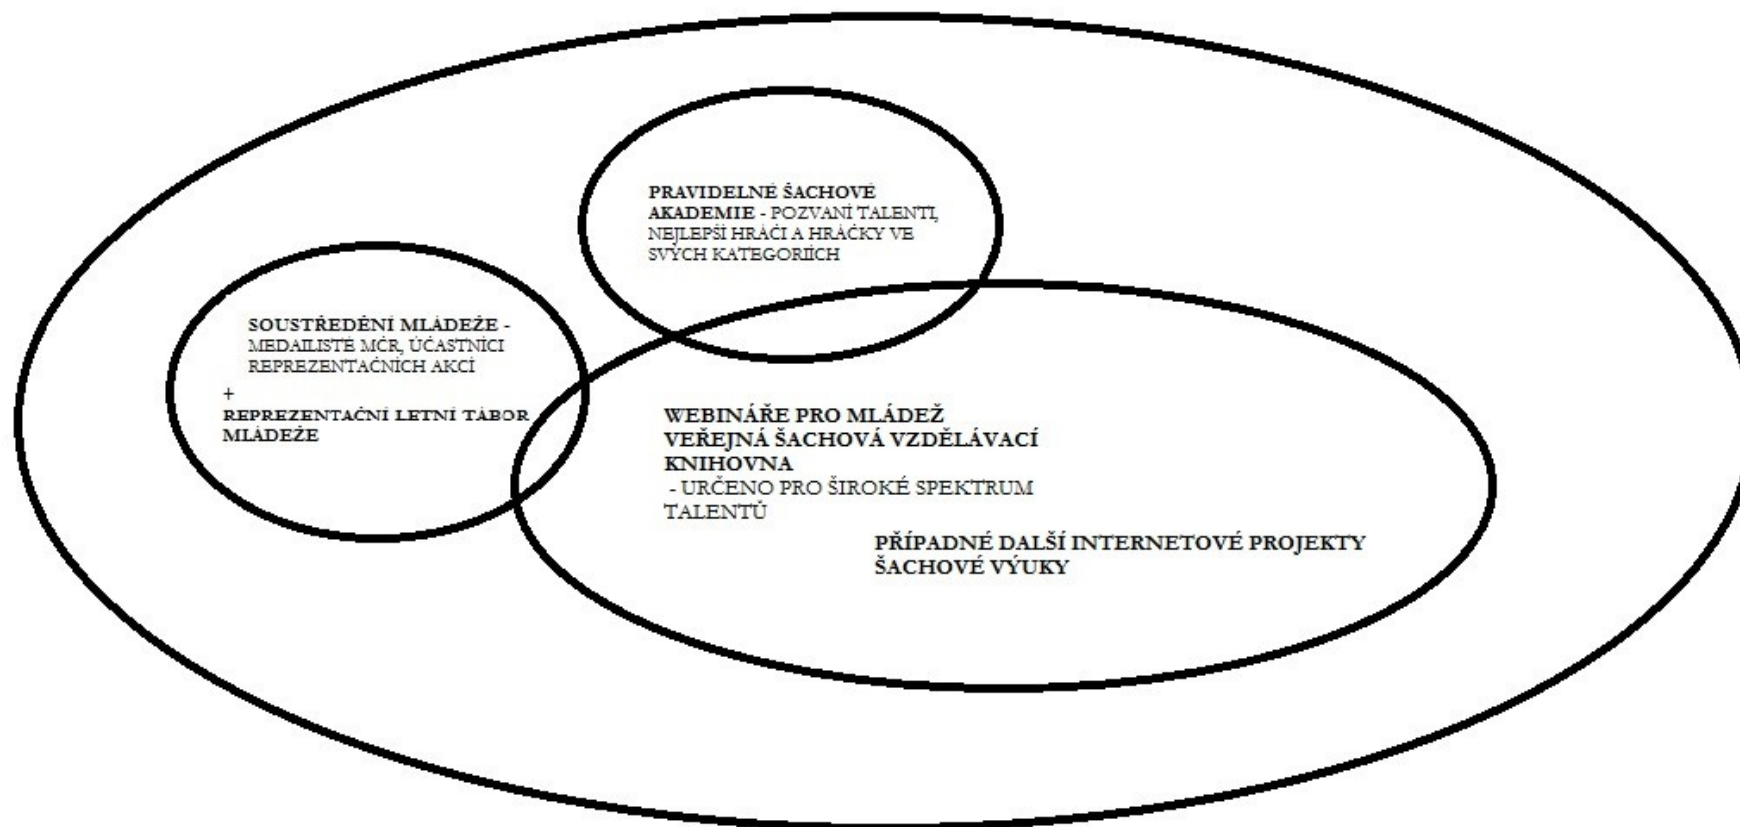 PRAVIDELNÉ ŠACHOVÉ
AKADEMIE - POZVANÍ TALENTI,
NEJLEPŠÍ HRÁČI A HRÁČKY VE
SVÝCH KATEGORIÍCH
SOUSTŘEDĚNÍ MLÁDEŽE -
MEDAILISTÉ MČR, ÚČASTNÍCI
REPREZENTAČNÍCH AKCÍ
+
REPREZENTAČNÍ LETNÍ TÁBOR
MLÁDEŽE
WEBINÁŘE PRO MLÁDEŽ
VEŘEJNÁ ŠACHOVÁ VZDĚLÁVACÍ
KNIHOVNA
- URČENO PRO ŠIROKÉ SPEKTRUM
TALENTŮ
PŘÍPADNÉ DALŠÍ INTERNETOVÉ PROJEKTY
ŠACHOVÉ VÝUKY